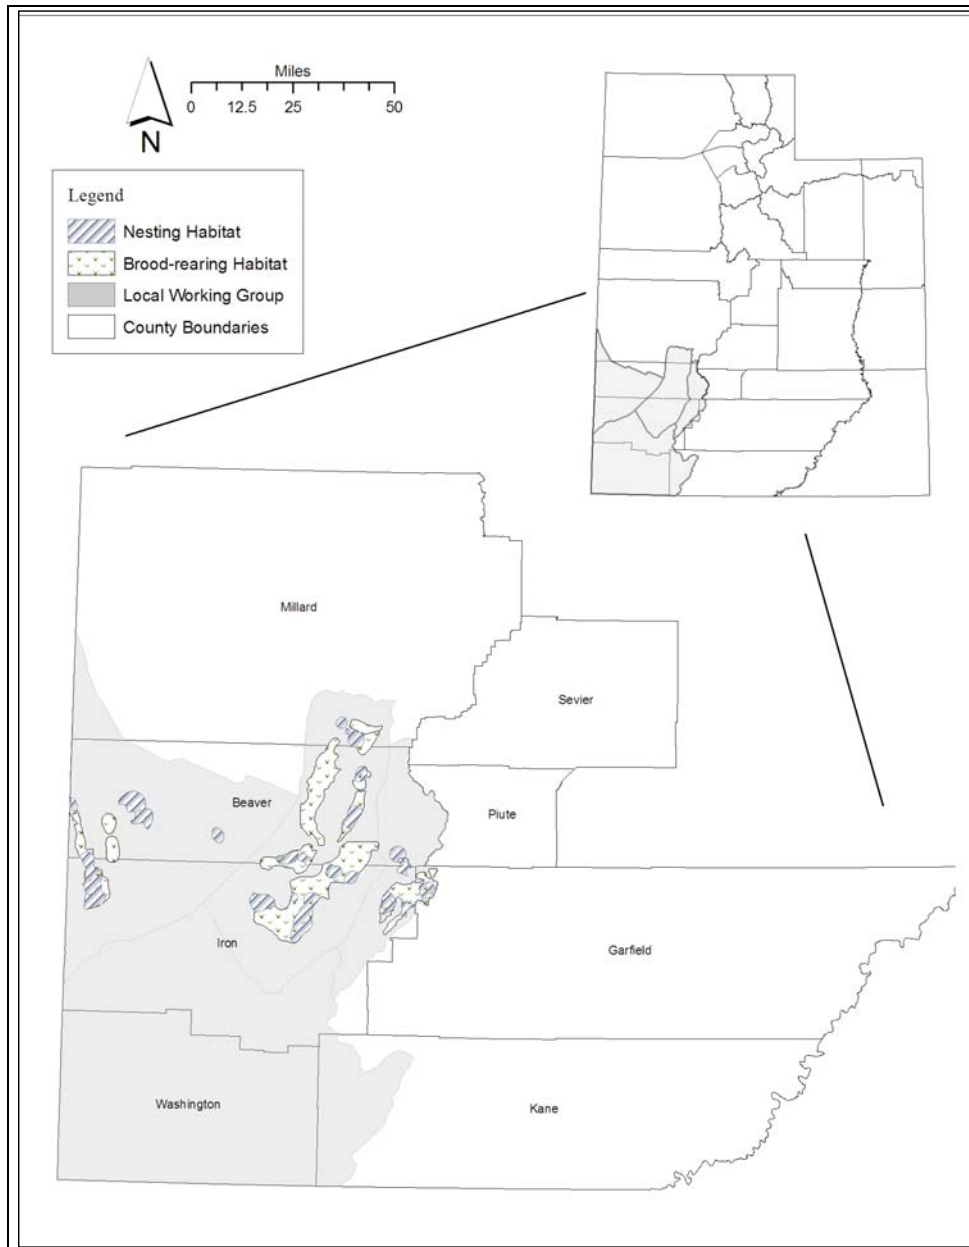 Miles
0 12.5 25 50
N
Legend
Nesting Habitat
Brood-rearing Habitat
Local Working Group
County Boundaries
Millard
Sevier
Beaver
Piute
Iron
Garfield
Washington
Kane